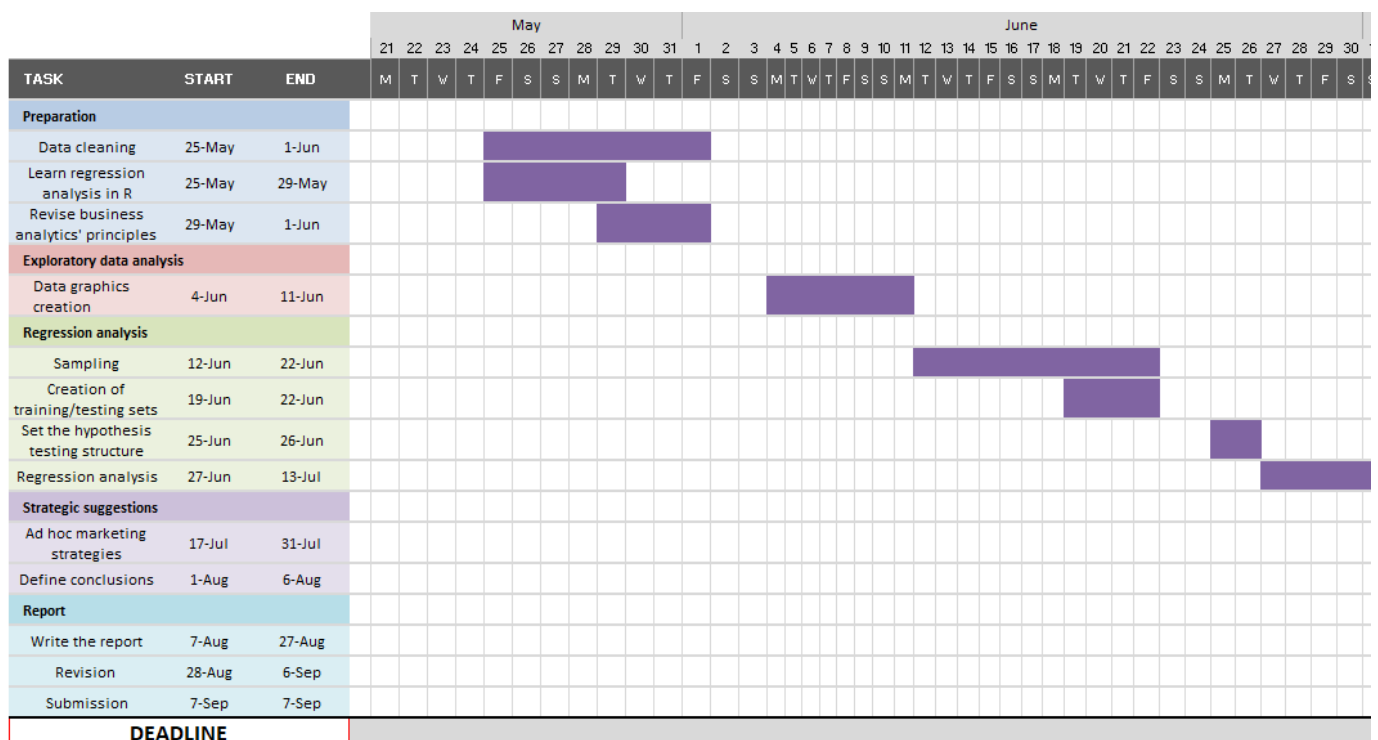 May June
21 22 23 24 25 26 27 28 29 30 31 1 2 3 4 5 6 7 8 9 10 11 12 13 14 15 16 17 18 19 20 21 22 23 24 25 26 27 28 29 30
TASK START END M T W T F S S M T W T F S S M T W T F S S M T W T F S S M T W T F S S M T W T F S
Preparation
Data cleaning 25-May 1-Jun
Learn regression
analysis in R 25-May 29-May
Revise business
analytics' principles 29-May 1-Jun
Exploratory data analysis
Data graphics
creation 4-Jun 11-Jun
Regression analysis
Sampling 12-Jun 22-Jun
Creation of
training/testing sets 19-Jun 22-Jun
Set the hypothesis
testing structure 25-Jun 26-Jun
Regression analysis 27-Jun 13-Jul
Strategic suggestions
Ad hoc marketing
strategies 17-Jul 31-Jul
Define conclusions 1-Aug 6-Aug
Report
Write the report 7-Aug 27-Aug
Revision 28-Aug 6-Sep
Submission 7-Sep 7-Sep
DEADLINE